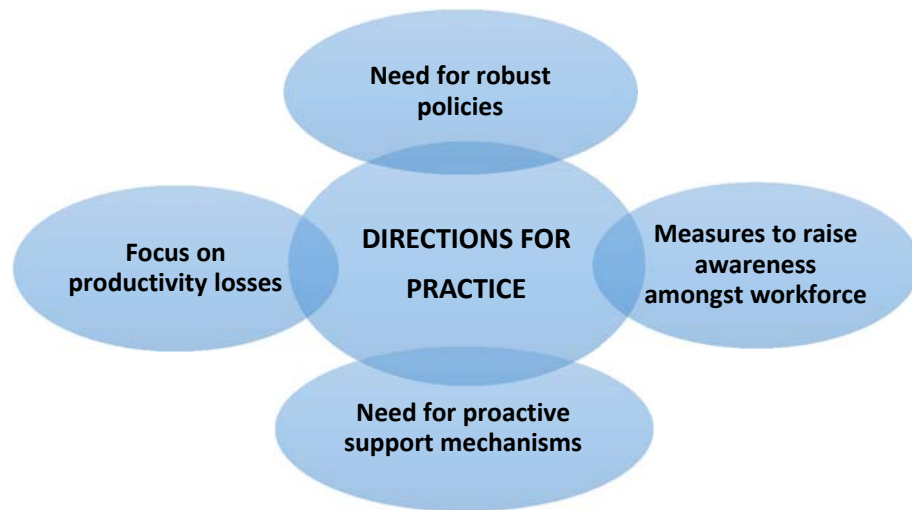 Need for robust
policies
Focus on
productivity losses
DIRECTIONS FOR
PRACTICE
Measures to raise
awareness
amongst workforce
Need for proactive
support mechanisms